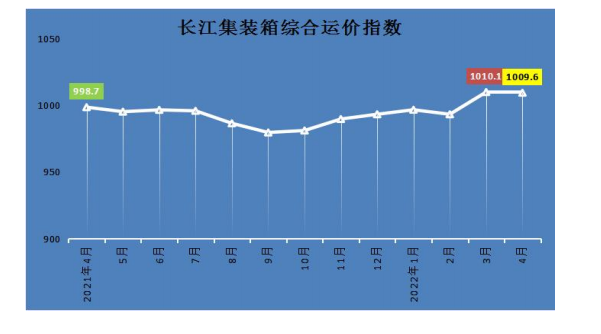 长江集装箱综合运价指数
1050
1000
950
900
998.7
1010.1
1009.6
2021年4月
5月
6月
7月
8月
9月
10月
11月
12月
2022年1月
2月
3月
4月